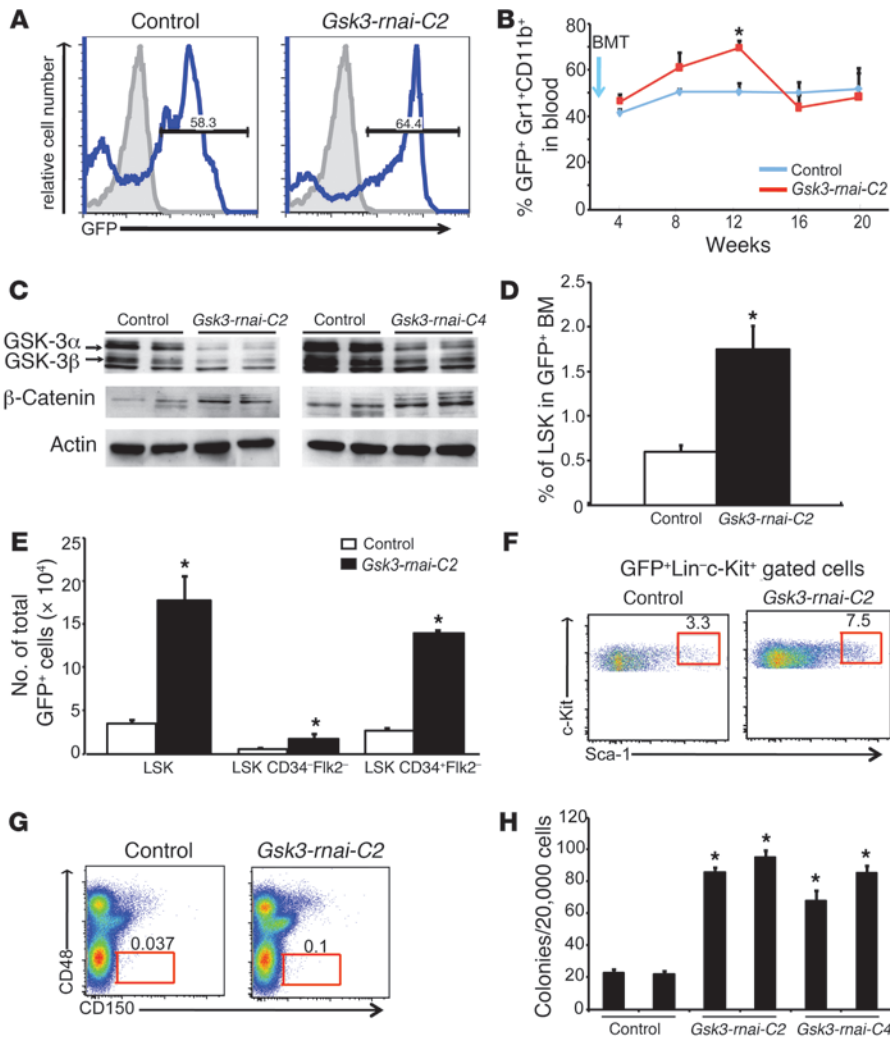 A
Control
Gsk3-rnai-C2
relative cell number
58.3
64.4
GFP
B
% GFP⁺ Gr1⁺CD11b⁺
in blood
BMT
*
80
60
40
20
0
4
8
12
16
20
Weeks
Control
Gsk3-rnai-C2
C
Control
Gsk3-rnai-C2
Control
Gsk3-rnai-C4
GSK-3α
GSK-3β
β-Catenin
Actin
D
% of LSK in GFP⁺ BM
2.5
2.0
1.5
1.0
0.5
0
*
Control
Gsk3-rnai-C2
E
No. of total
GFP⁺ cells (× 10⁴)
25
20
15
10
5
0
Control
Gsk3-rnai-C2
*
*
*
LSK
LSK CD34⁻Flk2⁻
LSK CD34⁺Flk2⁻
F
GFP⁺Lin⁻c-Kit⁺ gated cells
Control
Gsk3-rnai-C2
3.3
7.5
c-Kit
Sca-1
G
Control
Gsk3-rnai-C2
0.037
0.1
CD48
CD150
H
Colonies/20,000 cells
120
100
80
60
40
20
0
*
*
*
*
Control
Gsk3-rnai-C2
Gsk3-rnai-C4